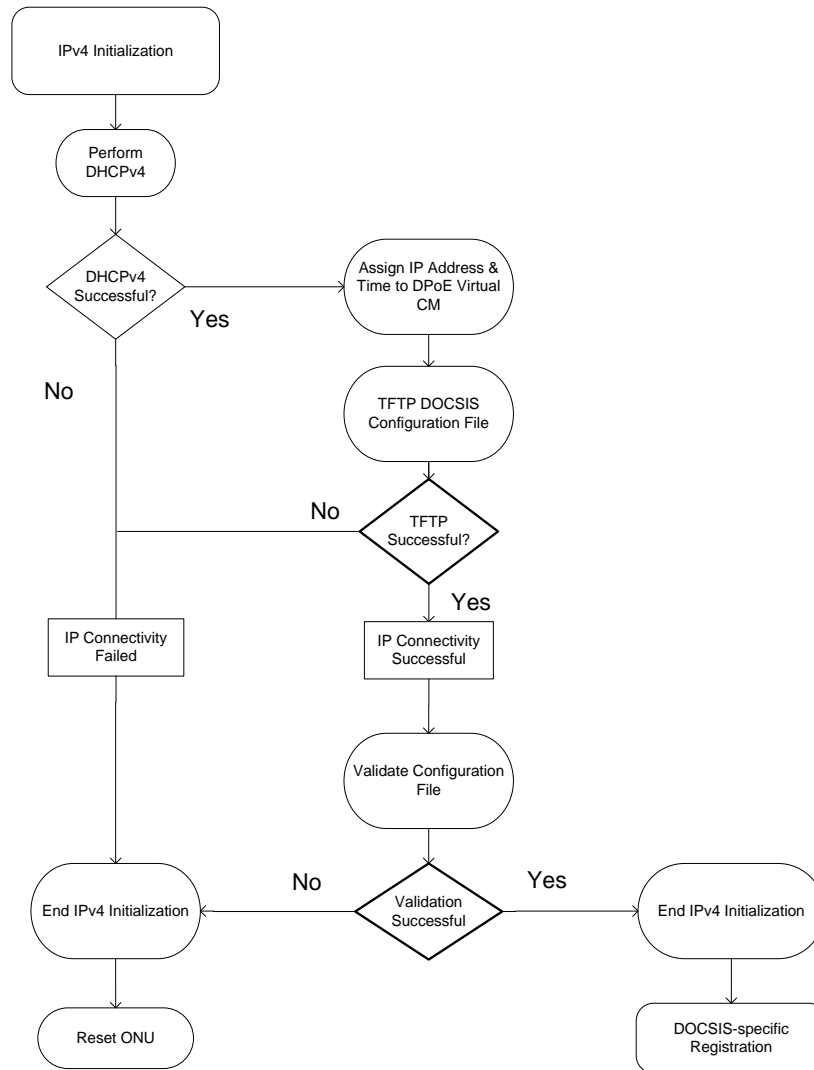 IPv4 Initialization
Perform
DHCPv4
DHCPv4
Successful?
Yes
No
Assign IP Address &
Time to DPoE Virtual
CM
TFTP DOCSIS
Configuration File
TFTP
Successful?
No
Yes
IP Connectivity
Failed
IP Connectivity
Successful
Validate Configuration
File
Validation
Successful
No
Yes
End IPv4 Initialization
End IPv4 Initialization
Reset ONU
DOCSIS-specific
Registration